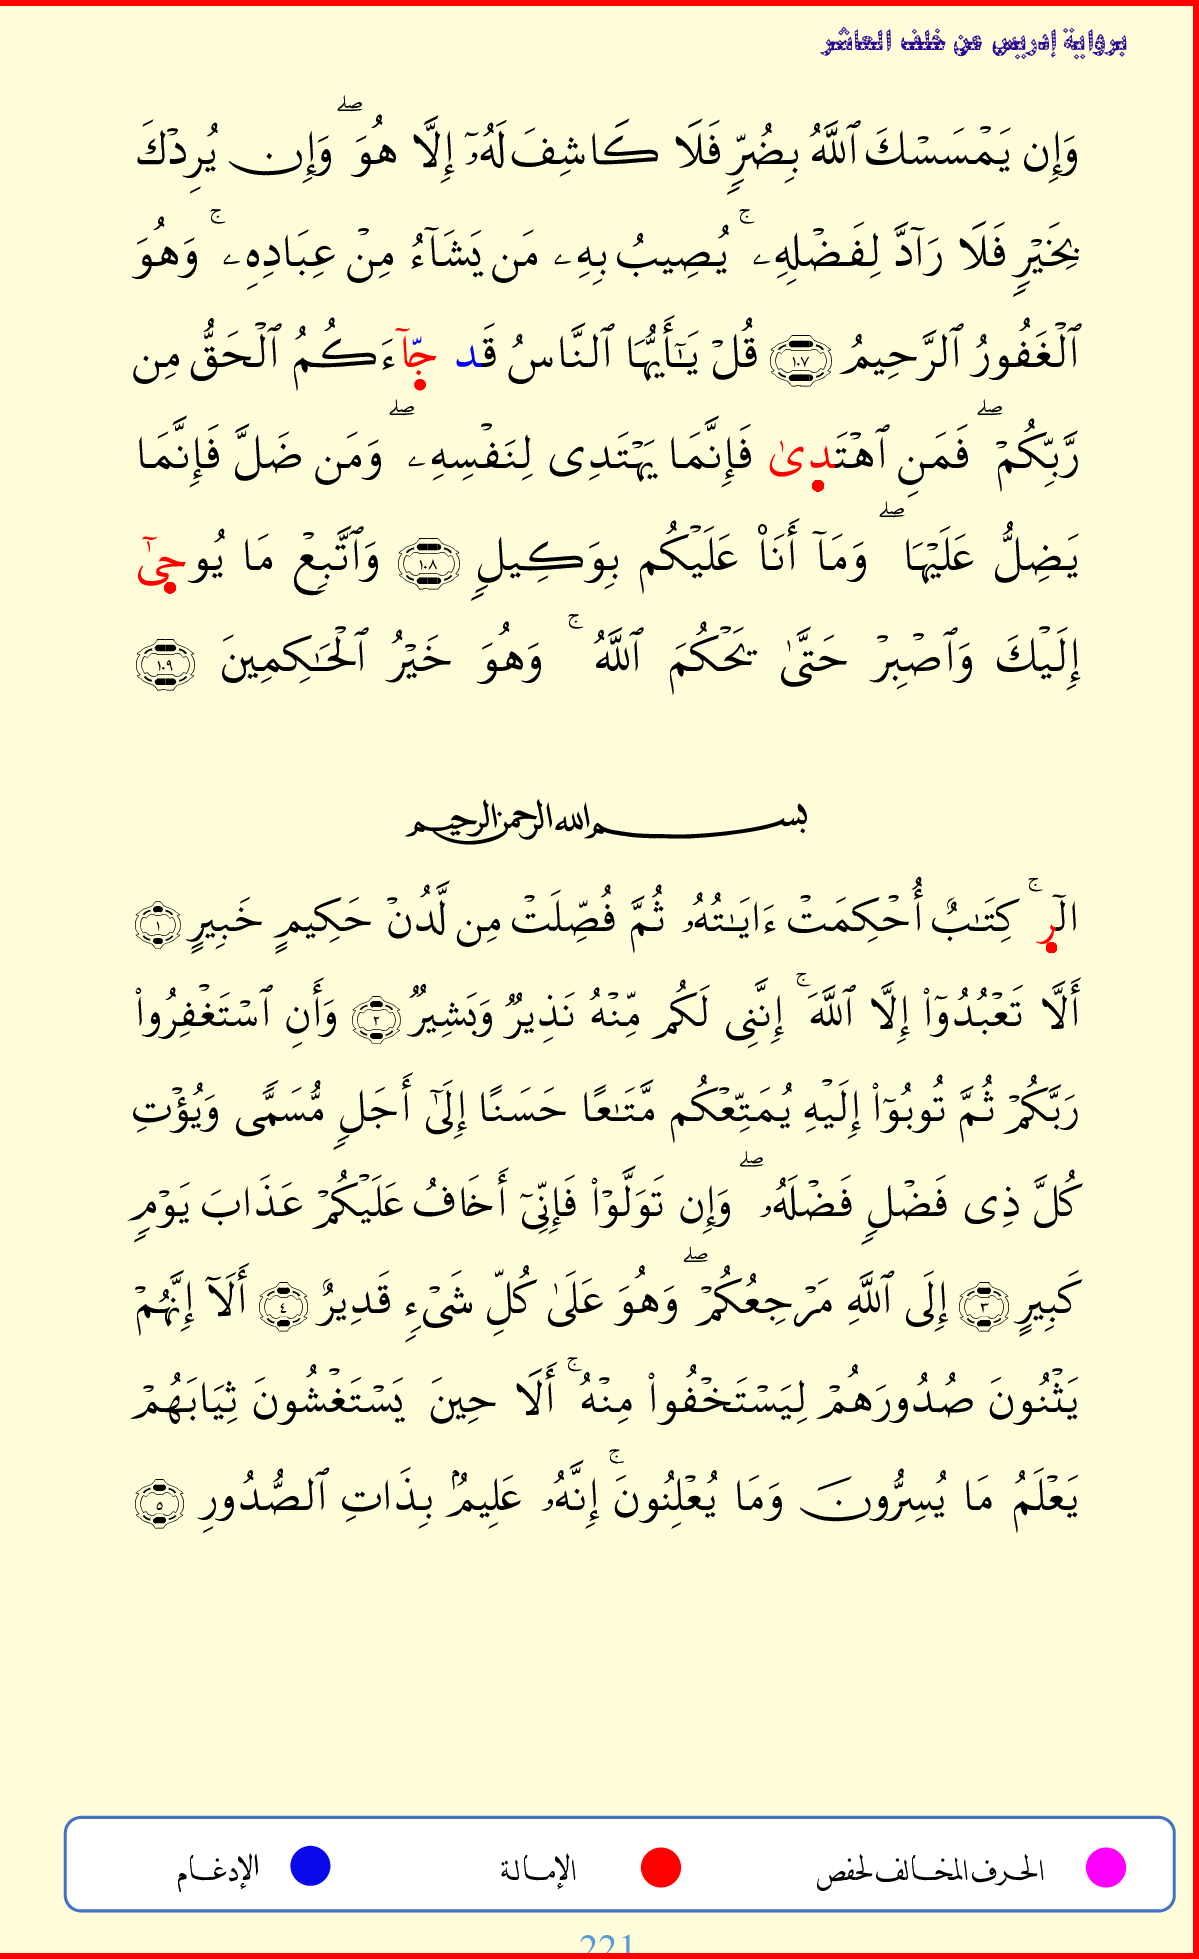 برواية إدريس عن خلف العاشر
وَإِن يَمۡسَسۡكَ ٱللَّهُ بِضُرّٖ فَلَا كَاشِفَ لَهُۥٓ إِلَّا هُوَۖ وَإِن يُرِدۡكَ
بِخَيۡرٖ فَلَا رَآدَّ لِفَضۡلِهِۦۚ يُصِيبُ بِهِۦ مَن يَشَآءُ مِنۡ عِبَادِهِۦۚ وَهُوَ
ٱلۡغَفُورُ ٱلرَّحِيمُ ١٠٧ قُلۡ يَـٰٓأَيُّهَا ٱلنَّاسُ قَد جَّآءَكُمُ ٱلۡحَقُّ مِن
رَّبِّكُمۡۖ فَمَنِ ٱهۡتَدِىٰ فَإِنَّمَا يَهۡتَدِى لِنَفۡسِهِۦۖ وَمَن ضَلَّ فَإِنَّمَا
يَضِلُّ عَلَيۡهَاۖ وَمَآ أَنَا۠ عَلَيۡكُم بِوَكِيلٖ ١٠٨ وَٱتَّبِعۡ مَا يُوحِىٰٓ
إِلَيۡكَ وَٱصۡبِرۡ حَتَّىٰ يَحۡكُمَ ٱللَّهُۚ وَهُوَ خَيۡرُ ٱلۡحَـٰكِمِينَ ١٠٩
بسم الله الرحمن الرحيم
الٓرۚ كِتَـٰبٌ أُحۡكِمَتۡ ءَايَـٰتُهُۥ ثُمَّ فُصِّلَتۡ مِن لَّدُنۡ حَكِيمٍ خَبِيرٍ ١
أَلَّا تَعۡبُدُوٓا۟ إِلَّا ٱللَّهَۚ إِنَّنِى لَكُم مِّنۡهُ نَذِيرٞ وَبَشِيرٞ ٢ وَأَنِ ٱسۡتَغۡفِرُوا۟
رَبَّكُمۡ ثُمَّ تُوبُوٓا۟ إِلَيۡهِ يُمَتِّعۡكُم مَّتَـٰعًا حَسَنًا إِلَىٰٓ أَجَلٖ مُّسَمّٗى وَيُؤۡتِ
كُلَّ ذِى فَضۡلٖ فَضۡلَهُۥۖ وَإِن تَوَلَّوۡا۟ فَإِنِّىٓ أَخَافُ عَلَيۡكُمۡ عَذَابَ يَوۡمٖ
كَبِيرٍ ٣ إِلَى ٱللَّهِ مَرۡجِعُكُمۡۖ وَهُوَ عَلَىٰ كُلِّ شَىۡءٖ قَدِيرٌ ٤ أَلَآ إِنَّهُمۡ
يَثۡنُونَ صُدُورَهُمۡ لِيَسۡتَخۡفُوا۟ مِنۡهُۚ أَلَا حِينَ يَسۡتَغۡشُونَ ثِيَابَهُمۡ
يَعۡلَمُ مَا يُسِرُّونَ وَمَا يُعۡلِنُونَۚ إِنَّهُۥ عَلِيمُۢ بِذَاتِ ٱلصُّدُورِ ٥
الحرف المخالف لحفص الإمالة الإدغام
221